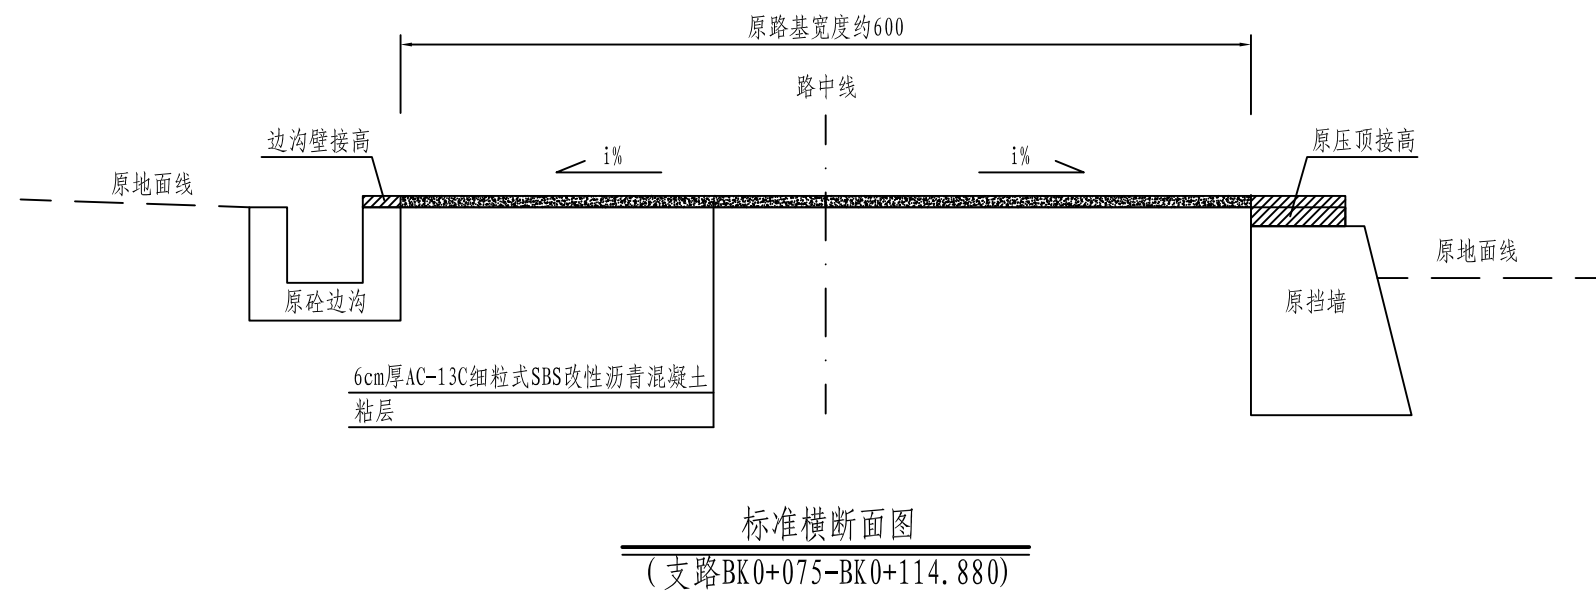 原路基宽度约600
路中线
边沟壁接高
i%
i%
原压顶接高
原地面线
原地面线
原砼边沟
原挡墙
6cm厚AC-13C细粒式SBS改性沥青混凝土
粘层
标准横断面图
(支路BK0+075-BK0+114.880)